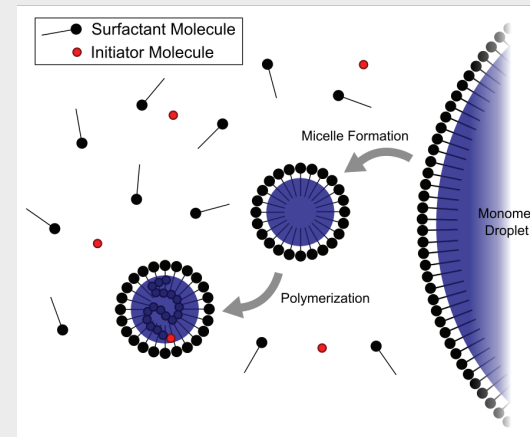 Surfactant Molecule
Initiator Molecule
Micelle Formation
Monome
Droplet
Polymerization